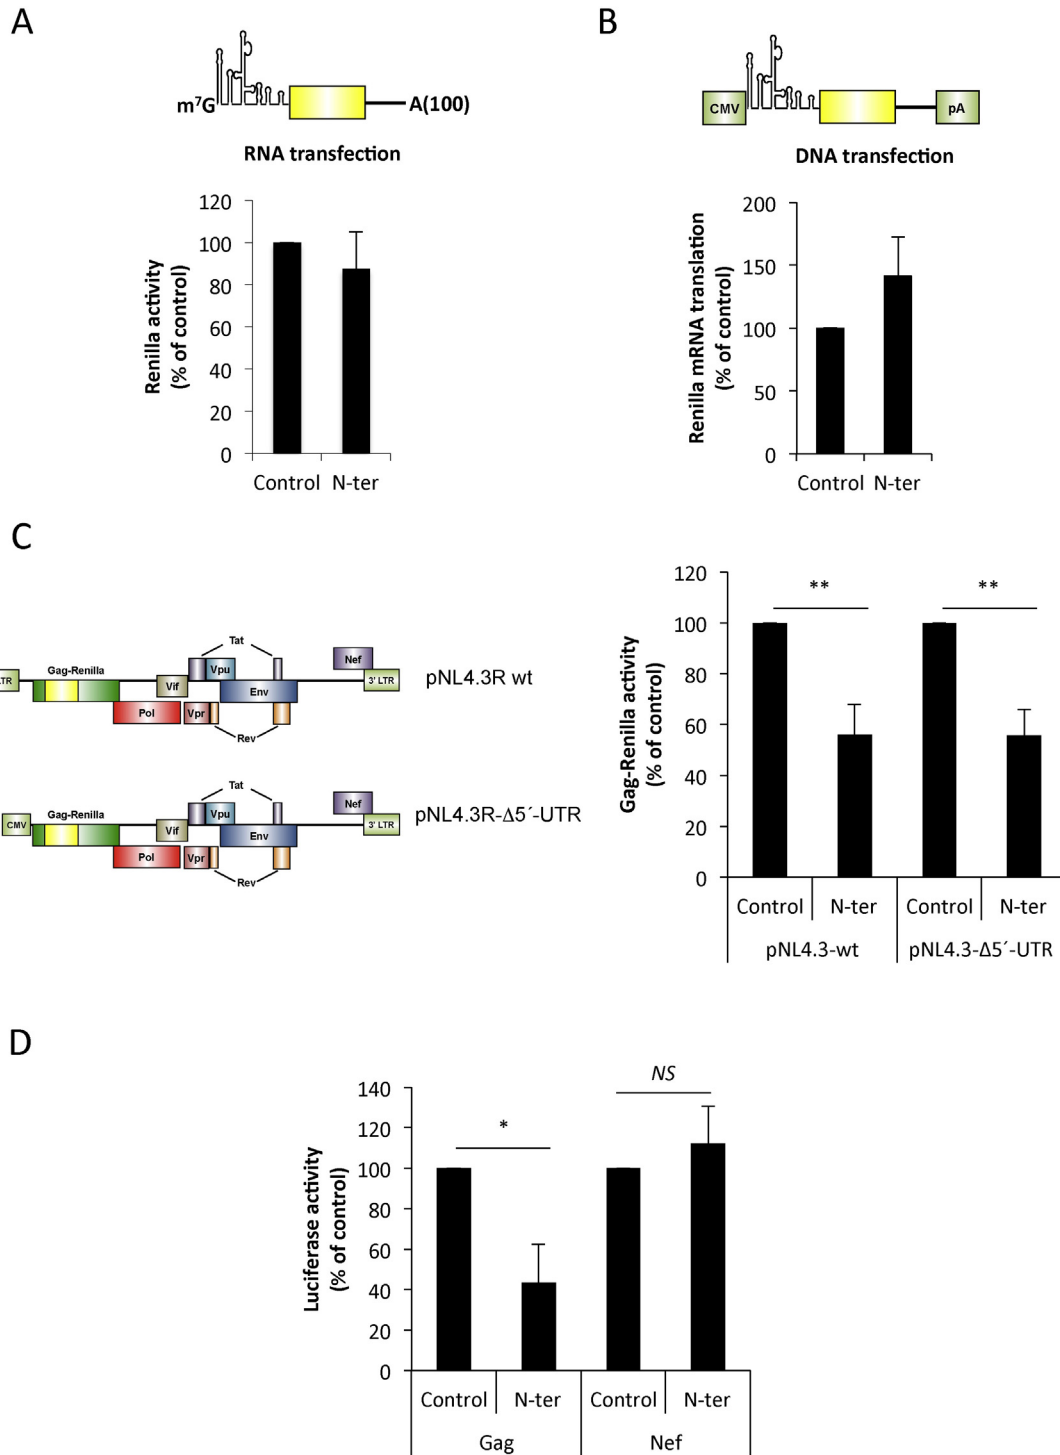 A
m⁷G
A(100)
RNA transfection
Renilla activity
(% of control)
120
100
80
60
40
20
0
Control N-ter
B
CMV
pA
DNA transfection
Renilla mRNA translation
(% of control)
200
150
100
50
0
Control N-ter
C
Tat
Gag-Renilla
Vpu
Nef
TR
Vif
Env
3' LTR
pNL4.3R wt
Pol
Vpr
Rev
Tat
Gag-Renilla
Vpu
Nef
CMV
Vif
Env
3' LTR
pNL4.3R-Δ5´-UTR
Pol
Vpr
Rev
Gag-Renilla activity
(% of control)
120
100
80
60
40
20
0
** **
Control N-ter Control N-ter
pNL4.3-wt pNL4.3-Δ5´-UTR
D
Luciferase activity
(% of control)
140
120
100
80
60
40
20
0
* NS
Control N-ter Control N-ter
Gag Nef